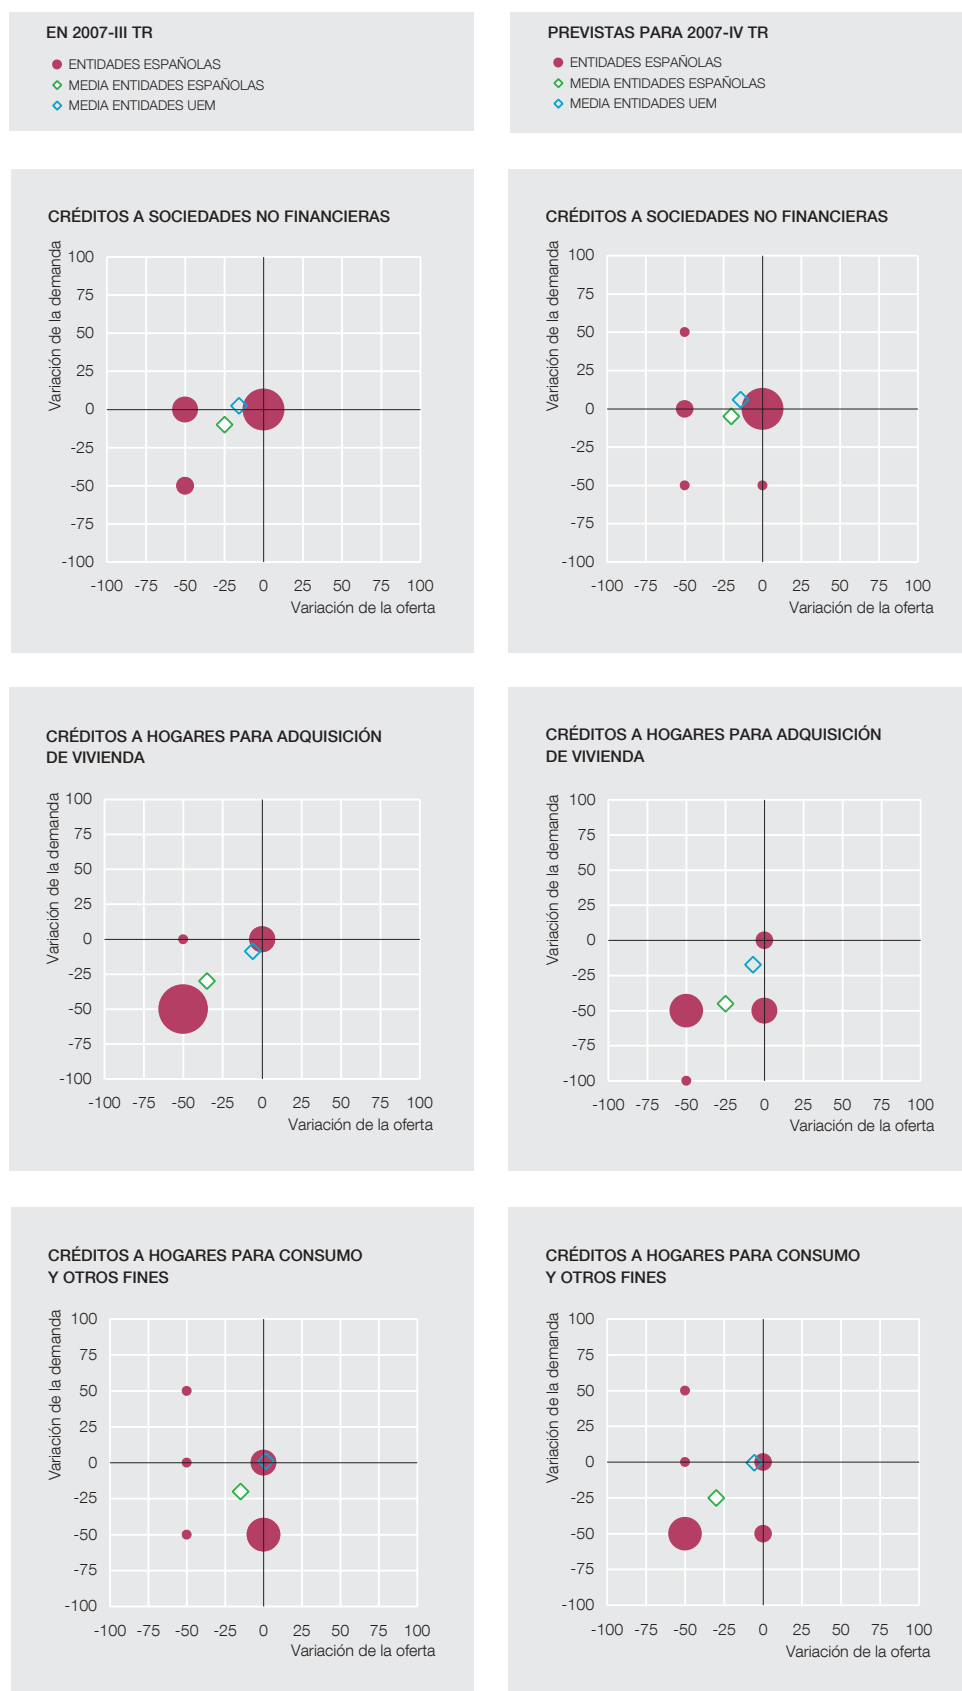 EN 2007-III TR
ENTIDADES ESPAÑOLAS
MEDIA ENTIDADES ESPAÑOLAS
MEDIA ENTIDADES UEM
PREVISTAS PARA 2007-IV TR
ENTIDADES ESPAÑOLAS
MEDIA ENTIDADES ESPAÑOLAS
MEDIA ENTIDADES UEM
CRÉDITOS A SOCIEDADES NO FINANCIERAS
Variación de la demanda
100
75
50
25
0
-25
-50
-75
-100
-100 -75 -50 -25 0 25 50 75 100
Variación de la oferta
CRÉDITOS A SOCIEDADES NO FINANCIERAS
Variación de la demanda
100
75
50
25
0
-25
-50
-75
-100
-100 -75 -50 -25 0 25 50 75 100
Variación de la oferta
CRÉDITOS A HOGARES PARA ADQUISICIÓN
DE VIVIENDA
Variación de la demanda
100
75
50
25
0
-25
-50
-75
-100
-100 -75 -50 -25 0 25 50 75 100
Variación de la oferta
CRÉDITOS A HOGARES PARA ADQUISICIÓN
DE VIVIENDA
Variación de la demanda
100
75
50
25
0
-25
-50
-75
-100
-100 -75 -50 -25 0 25 50 75 100
Variación de la oferta
CRÉDITOS A HOGARES PARA CONSUMO
Y OTROS FINES
Variación de la demanda
100
75
50
25
0
-25
-50
-75
-100
-100 -75 -50 -25 0 25 50 75 100
Variación de la oferta
CRÉDITOS A HOGARES PARA CONSUMO
Y OTROS FINES
Variación de la demanda
100
75
50
25
0
-25
-50
-75
-100
-100 -75 -50 -25 0 25 50 75 100
Variación de la oferta